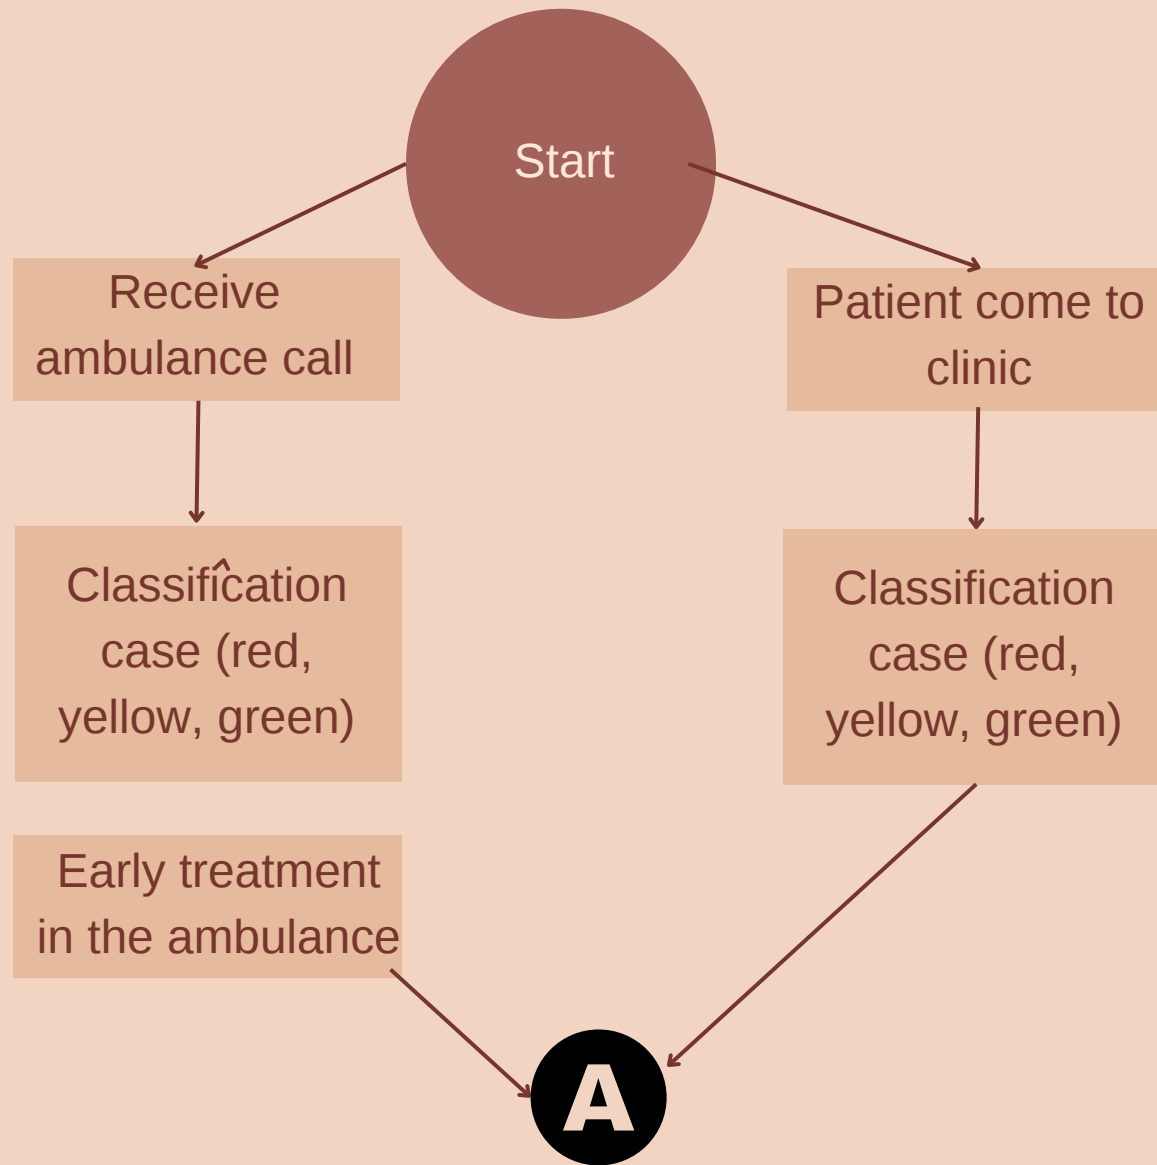 Start
Receive
ambulance call
Patient come to
clinic
Classification
case (red,
yellow, green)
Classification
case (red,
yellow, green)
Early treatment
in the ambulance
A